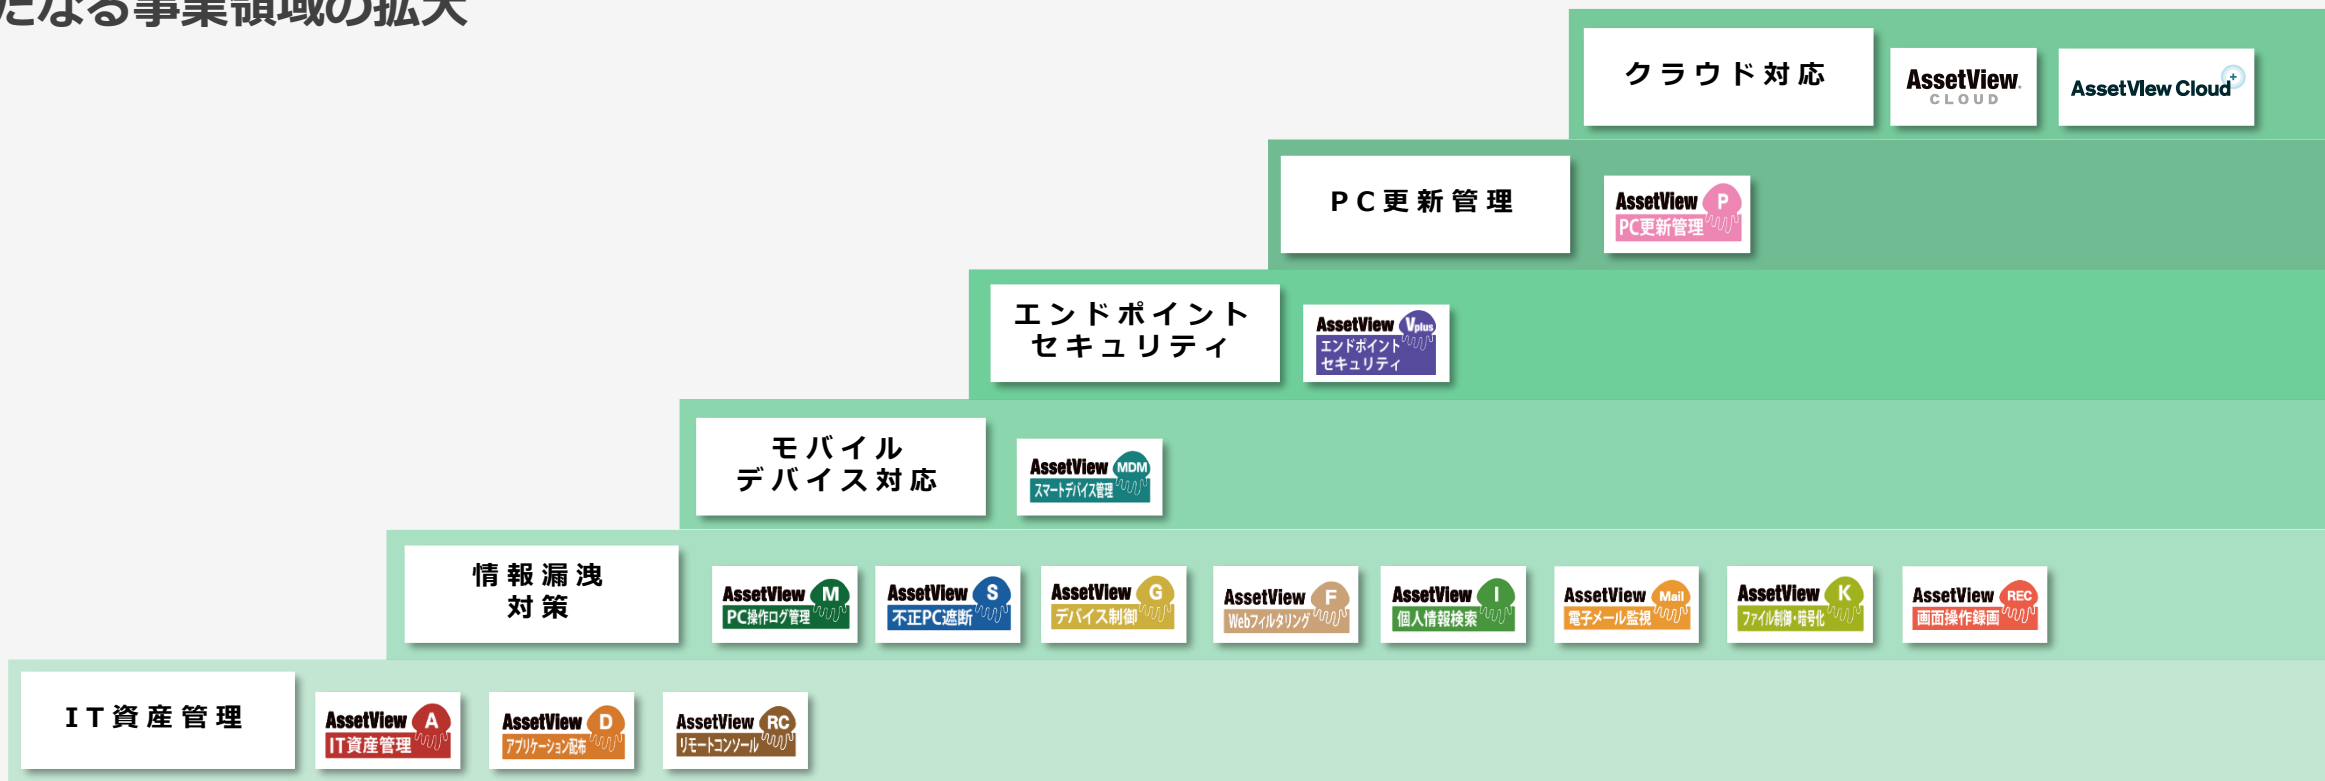 たなる事業領域の拡大
クラウド対応
AssetView.
CLOUD
AssetView Cloud+
PC更新管理
AssetView P
PC更新管理
エンドポイント
セキュリティ
AssetView Vplus
エンドポイント
セキュリティ
モバイル
デバイス対応
AssetView MDM
スマートデバイス管理
情報漏洩
対策
AssetView M
PC操作ログ管理
AssetView S
不正PC遮断
AssetView G
デバイス制御
AssetView F
Webフィルタリング
AssetView I
個人情報検索
AssetView Mail
電子メール監視
AssetView K
ファイル制御・暗号化
AssetView REC
画面操作録画
IT資産管理
AssetView A
IT資産管理
AssetView D
アプリケーション配布
AssetView RC
リモートコンソール